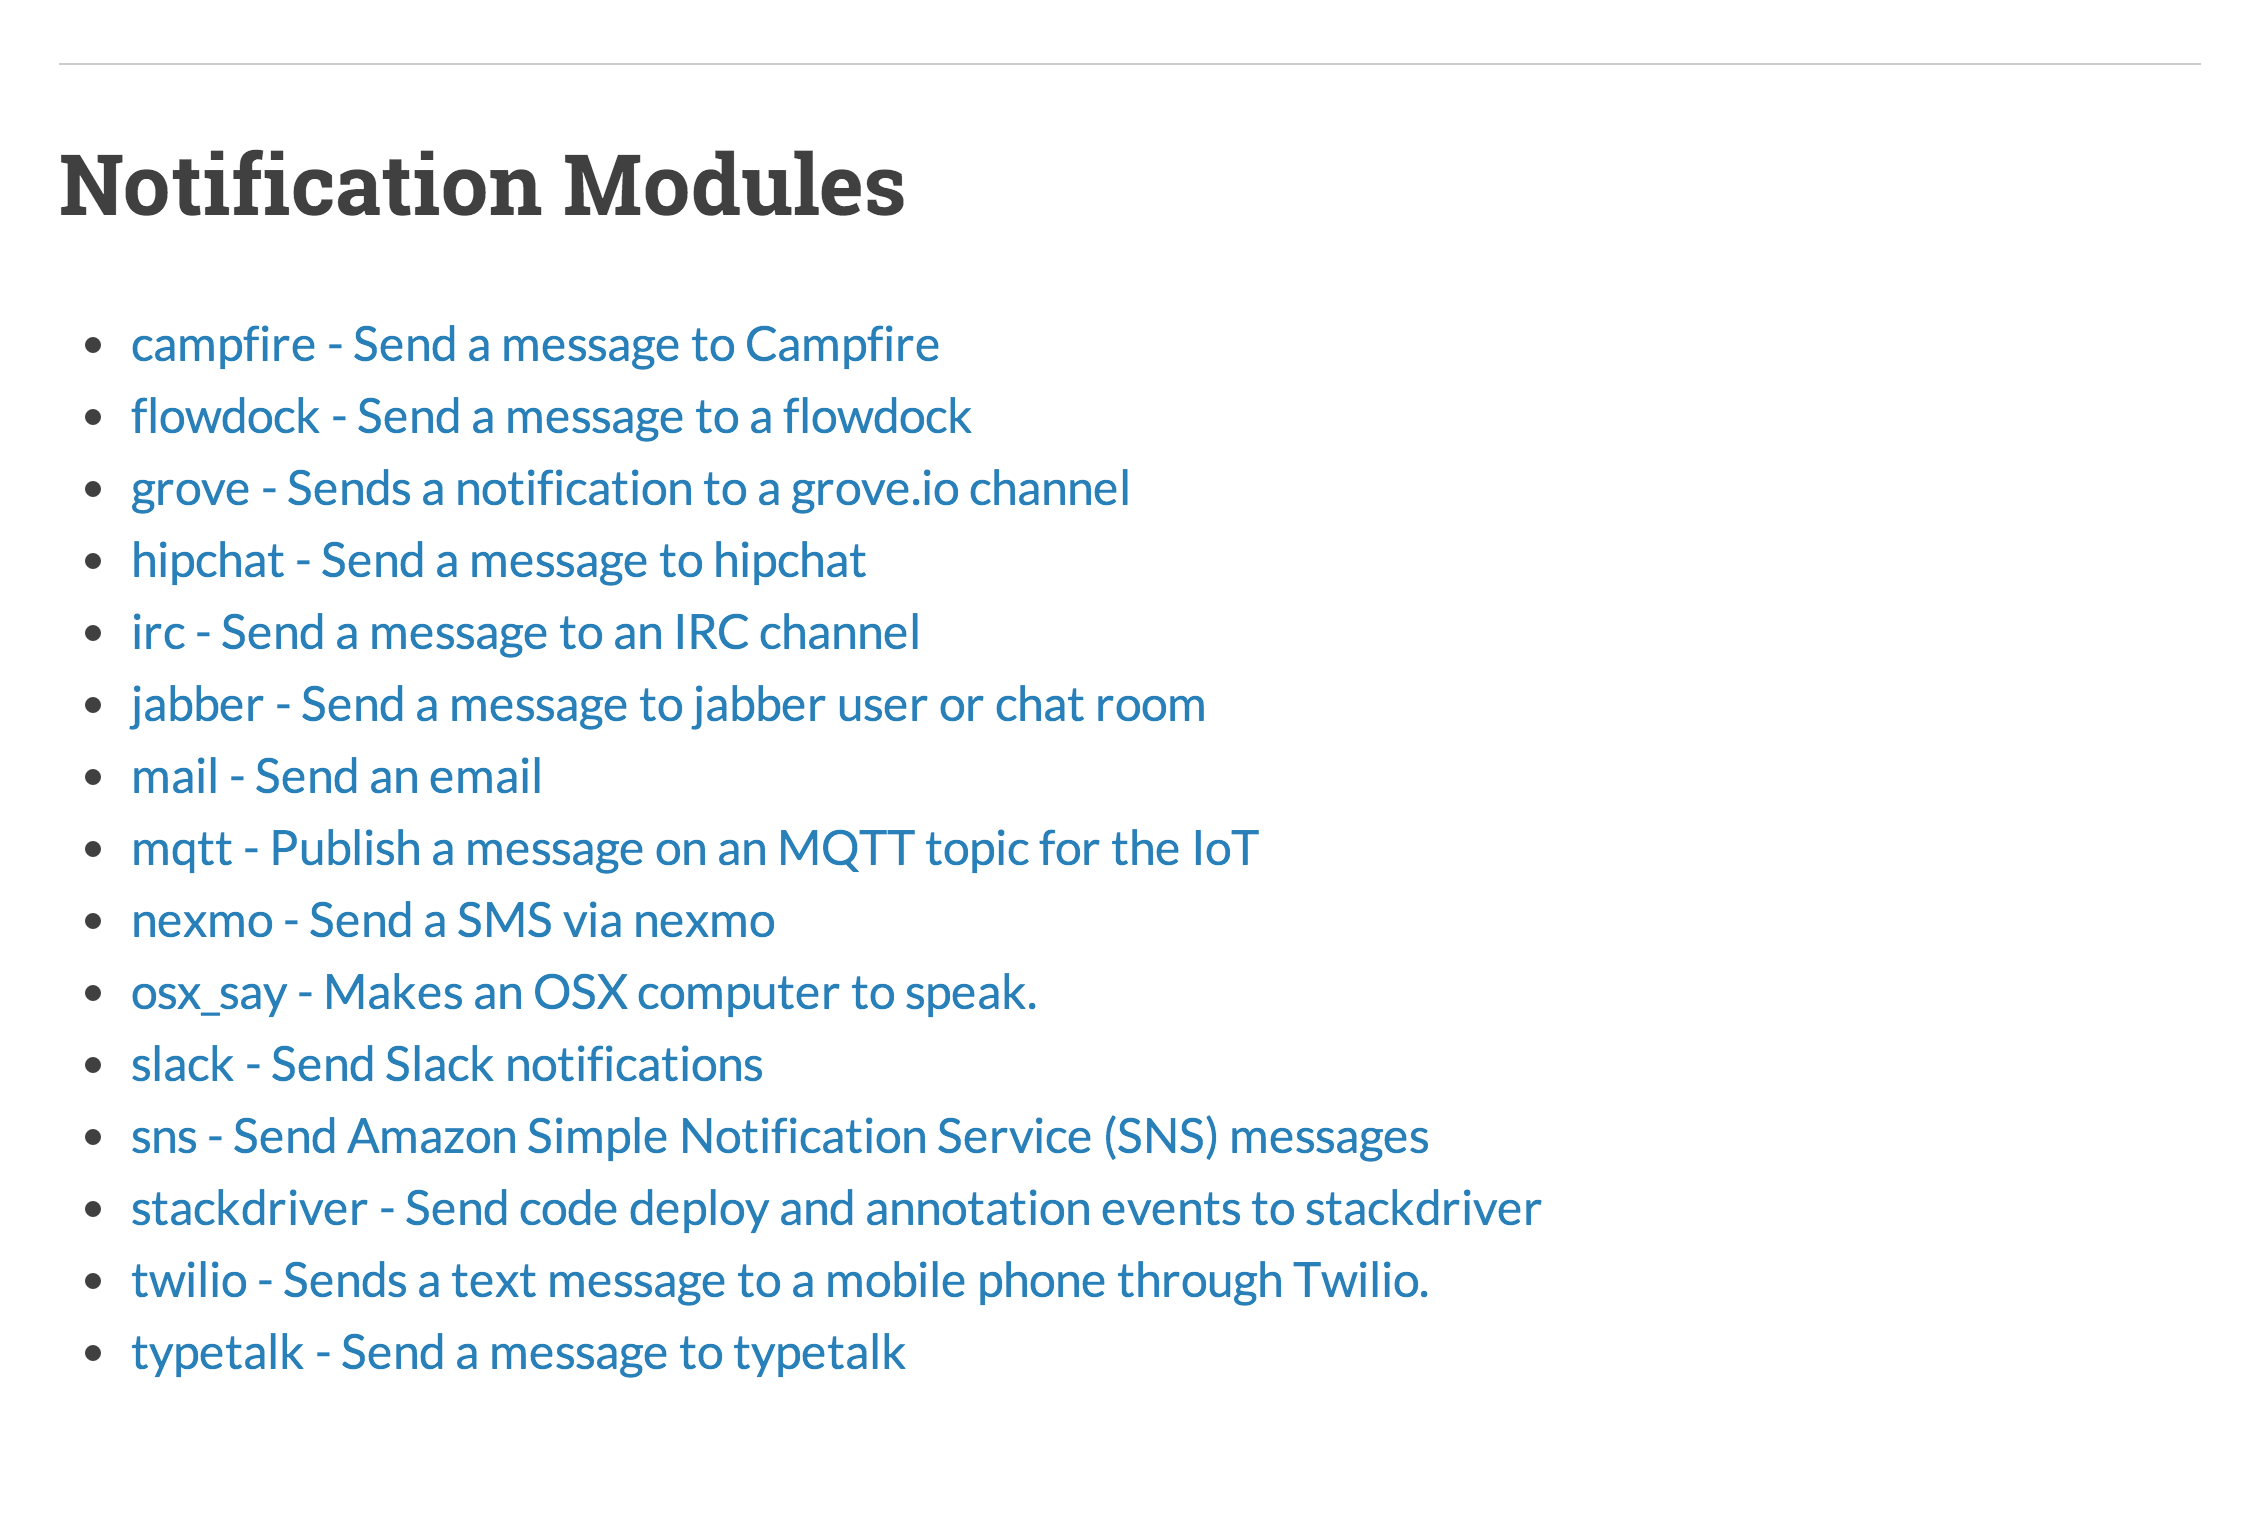 Notification Modules
campfire - Send a message to Campfire
flowdock - Send a message to a flowdock
grove - Sends a notification to a grove.io channel
hipchat - Send a message to hipchat
irc - Send a message to an IRC channel
jabber - Send a message to jabber user or chat room
mail - Send an email
mqtt - Publish a message on an MQTT topic for the IoT
nexmo - Send a SMS via nexmo
osx_say - Makes an OSX computer to speak.
slack - Send Slack notifications
sns - Send Amazon Simple Notification Service (SNS) messages
stackdriver - Send code deploy and annotation events to stackdriver
twilio - Sends a text message to a mobile phone through Twilio.
typetalk - Send a message to typetalk